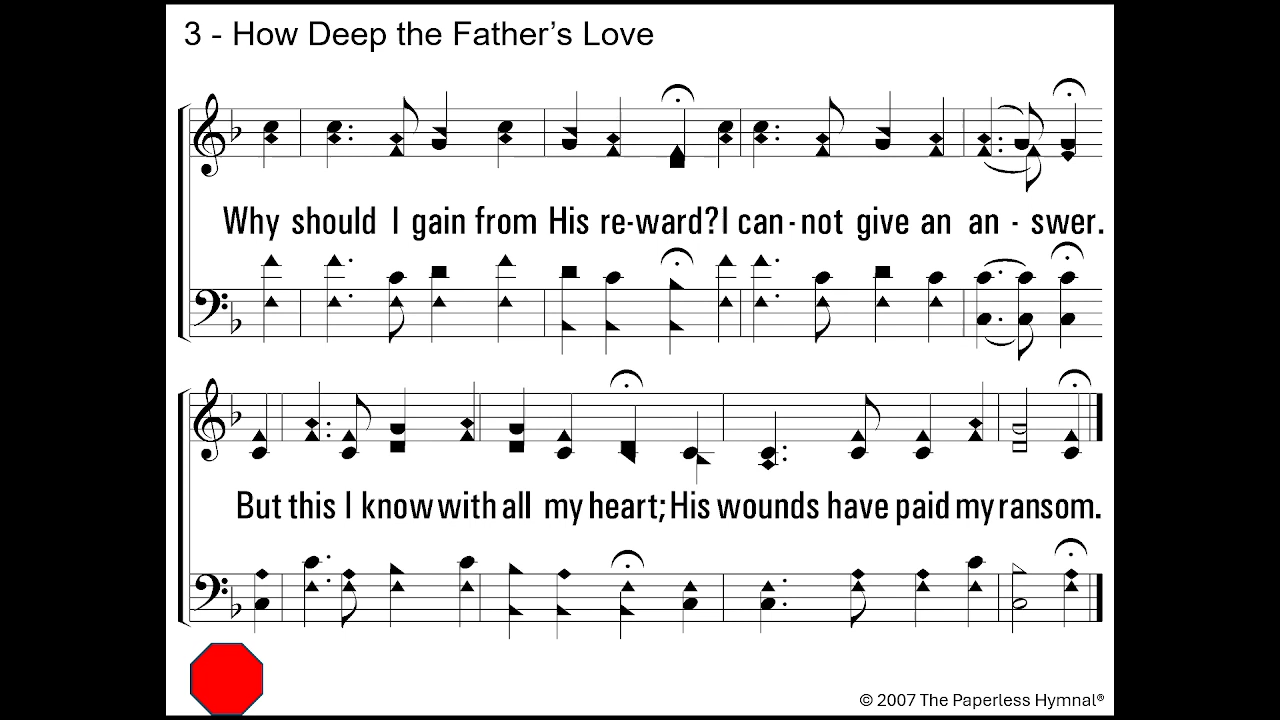 3 - How Deep the Father’s Love
Why should I gain from His re-ward? I can-not give an an - swer.
But this I know with all my heart; His wounds have paid my ransom.
© 2007 The Paperless Hymnal®